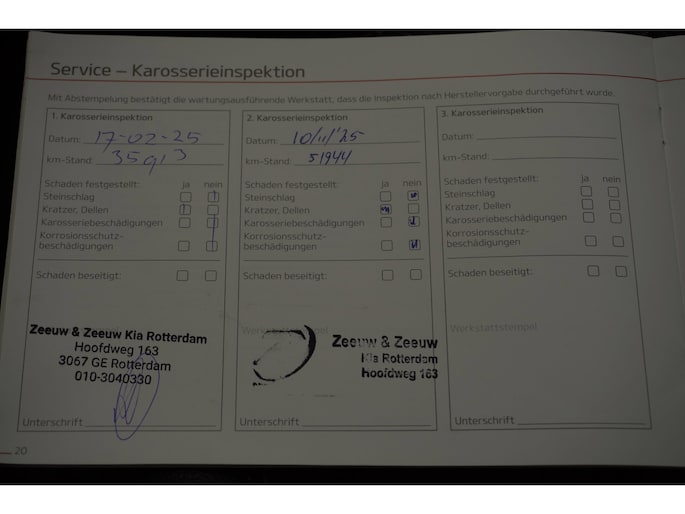 Service – Karosserieinspektion
Mit Abstempelung bestätigt die wartungsausführende Werkstatt, dass die Inspektion nach Herstellervorgabe durchgeführt wurde.
1. Karosserieinspektion
Datum: 17-02-25
km-Stand: 35913
Schaden festgestellt: ja nein
Steinschlag
Kratzer, Dellen
Karosseriebeschädigungen
Korrosionsschutz-
beschädigungen
Schaden beseitigt:
Zeeuw & Zeeuw Kia Rotterdam
Hoofdweg 163
3067 GE Rotterdam
010-3040330
Unterschrift
2. Karosserieinspektion
Datum: 10/11/'25
km-Stand: 51944
Schaden festgestellt: ja nein
Steinschlag
Kratzer, Dellen
Karosseriebeschädigungen
Korrosionsschutz-
beschädigungen
Schaden beseitigt:
Werkstattstempel
Zeeuw & Zeeuw
Kia Rotterdam
Hoofdweg 163
Unterschrift
3. Karosserieinspektion
Datum:
km-Stand:
Schaden festgestellt: ja nein
Steinschlag
Kratzer, Dellen
Karosseriebeschädigungen
Korrosionsschutz-
beschädigungen
Schaden beseitigt:
Werkstattstempel
Unterschrift
20